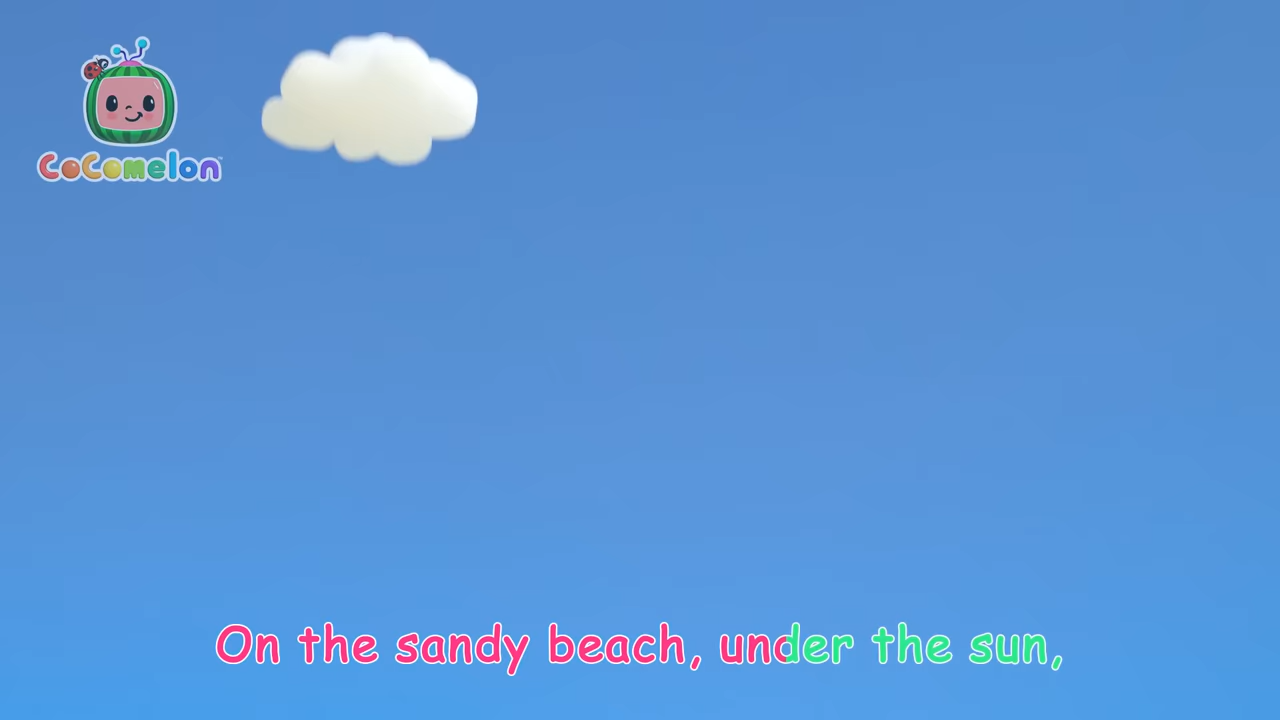 CoComelon
On the sandy beach, under the sun,